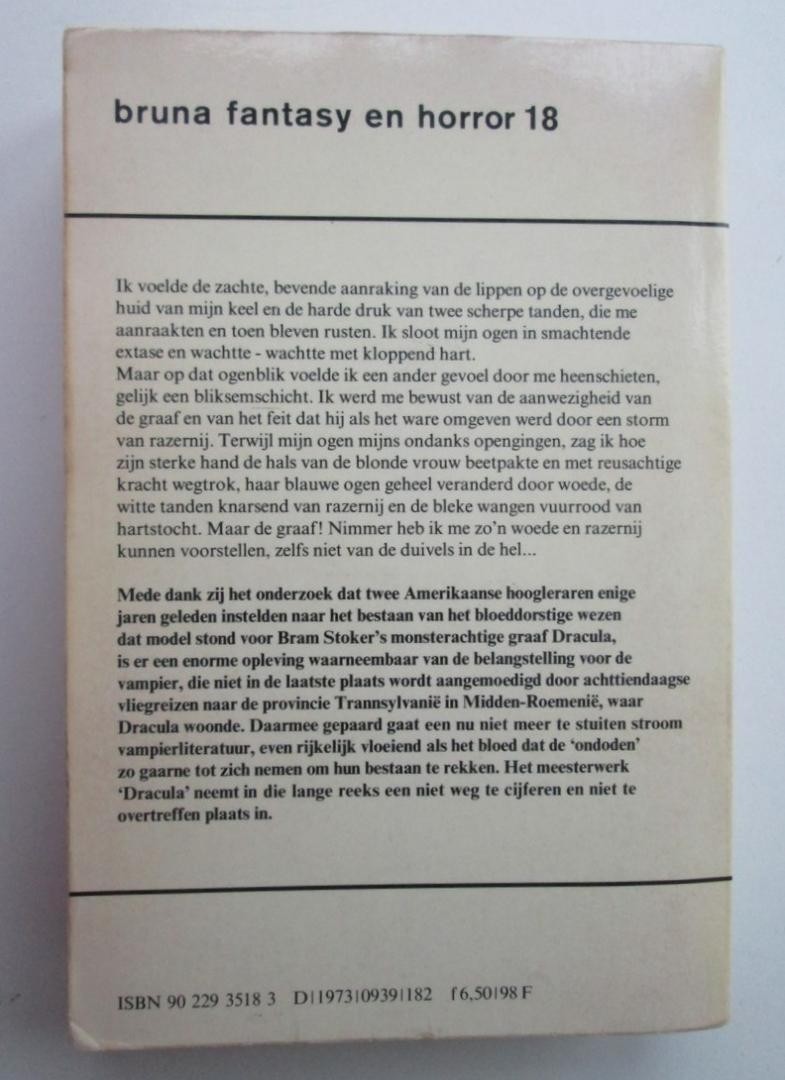 bruna fantasy en horror 18
Ik voelde de zachte, bevende aanraking van de lippen op de overgevoelige
huid van mijn keel en de harde druk van twee scherpe tanden, die me
aanraakten en toen bleven rusten. Ik sloot mijn ogen in smachtende
extase en wachtte - wachtte met kloppend hart.
Maar op dat ogenblik voelde ik een ander gevoel door me heenschieten,
gelijk een bliksemschicht. Ik werd me bewust van de aanwezigheid van
de graaf en van het feit dat hij als het ware omgeven werd door een storm
van razernij. Terwijl mijn ogen mijns ondanks opengingen, zag ik hoe
zijn sterke hand de hals van de blonde vrouw beetpakte en met reusachtige
kracht wegtrok, haar blauwe ogen geheel veranderd door woede, de
witte tanden knarsend van razernij en de bleke wangen vuurrood van
hartstocht. Maar de graaf! Nimmer heb ik me zo'n woede en razernij
kunnen voorstellen, zelfs niet van de duivels in de hel...
Mede dank zij het onderzoek dat twee Amerikaanse hoogleraren enige
jaren geleden instelden naar het bestaan van het bloeddorstige wezen
dat model stond voor Bram Stoker's monsterachtige graaf Dracula,
is er een enorme opleving waarneembaar van de belangstelling voor de
vampier, die niet in de laatste plaats wordt aangemoedigd door achttiendaagse
vliegreizen naar de provincie Trannsylvanië in Midden-Roemenië, waar
Dracula woonde. Daarmee gepaard gaat een nu niet meer te stuiten stroom
vampierliteratuur, even rijkelijk vloeiend als het bloed dat de 'ondoden'
zo gaarne tot zich nemen om hun bestaan te rekken. Het meesterwerk
'Dracula' neemt in die lange reeks een niet weg te cijferen en niet te
overtreffen plaats in.
ISBN 90 229 3518 3 D|1973|0939|182 f6,50|98 F